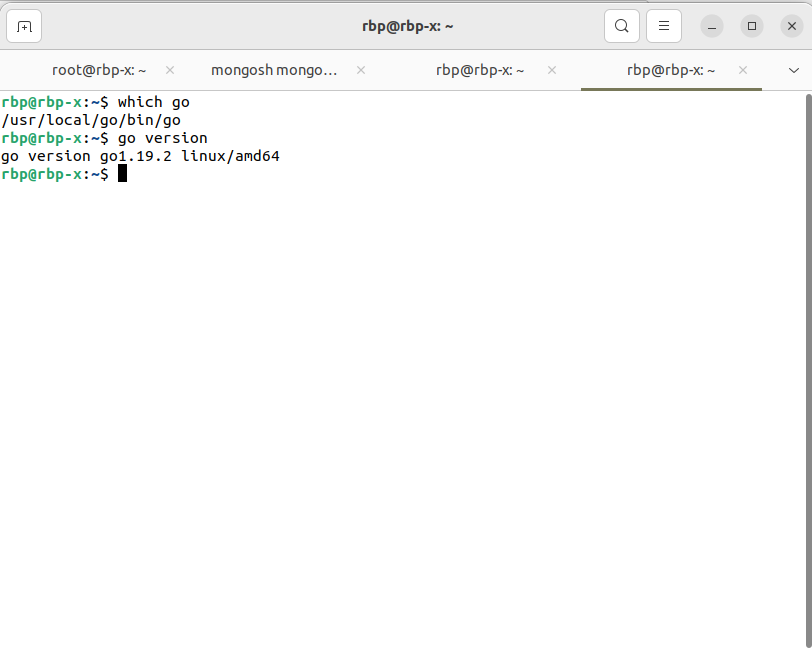 rbp@rbp-x: ~
root@rbp-x: ~
mongosh mongo…
rbp@rbp-x: ~
rbp@rbp-x: ~
rbp@rbp-x:~$ which go
/usr/local/go/bin/go
rbp@rbp-x:~$ go version
go version go1.19.2 linux/amd64
rbp@rbp-x:~$